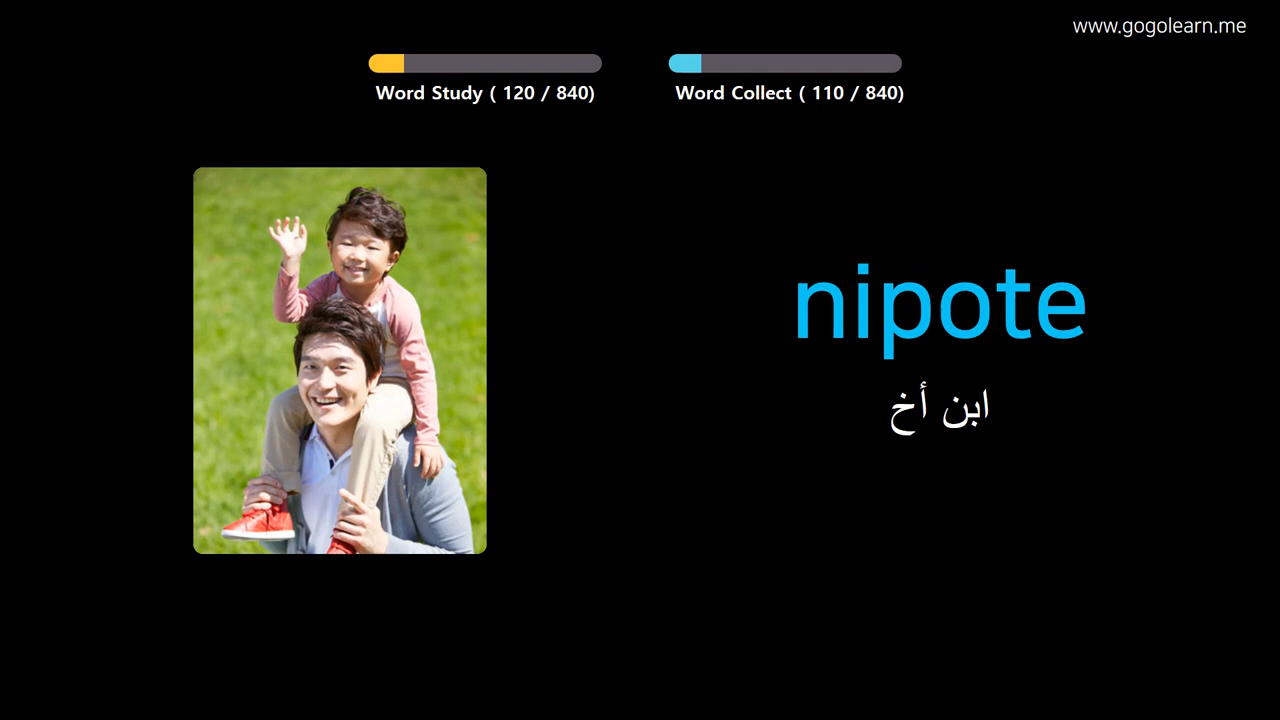 www.gogolearn.me
Word Study ( 120 / 840)
Word Collect ( 110 / 840)
nipote
ابن أخ